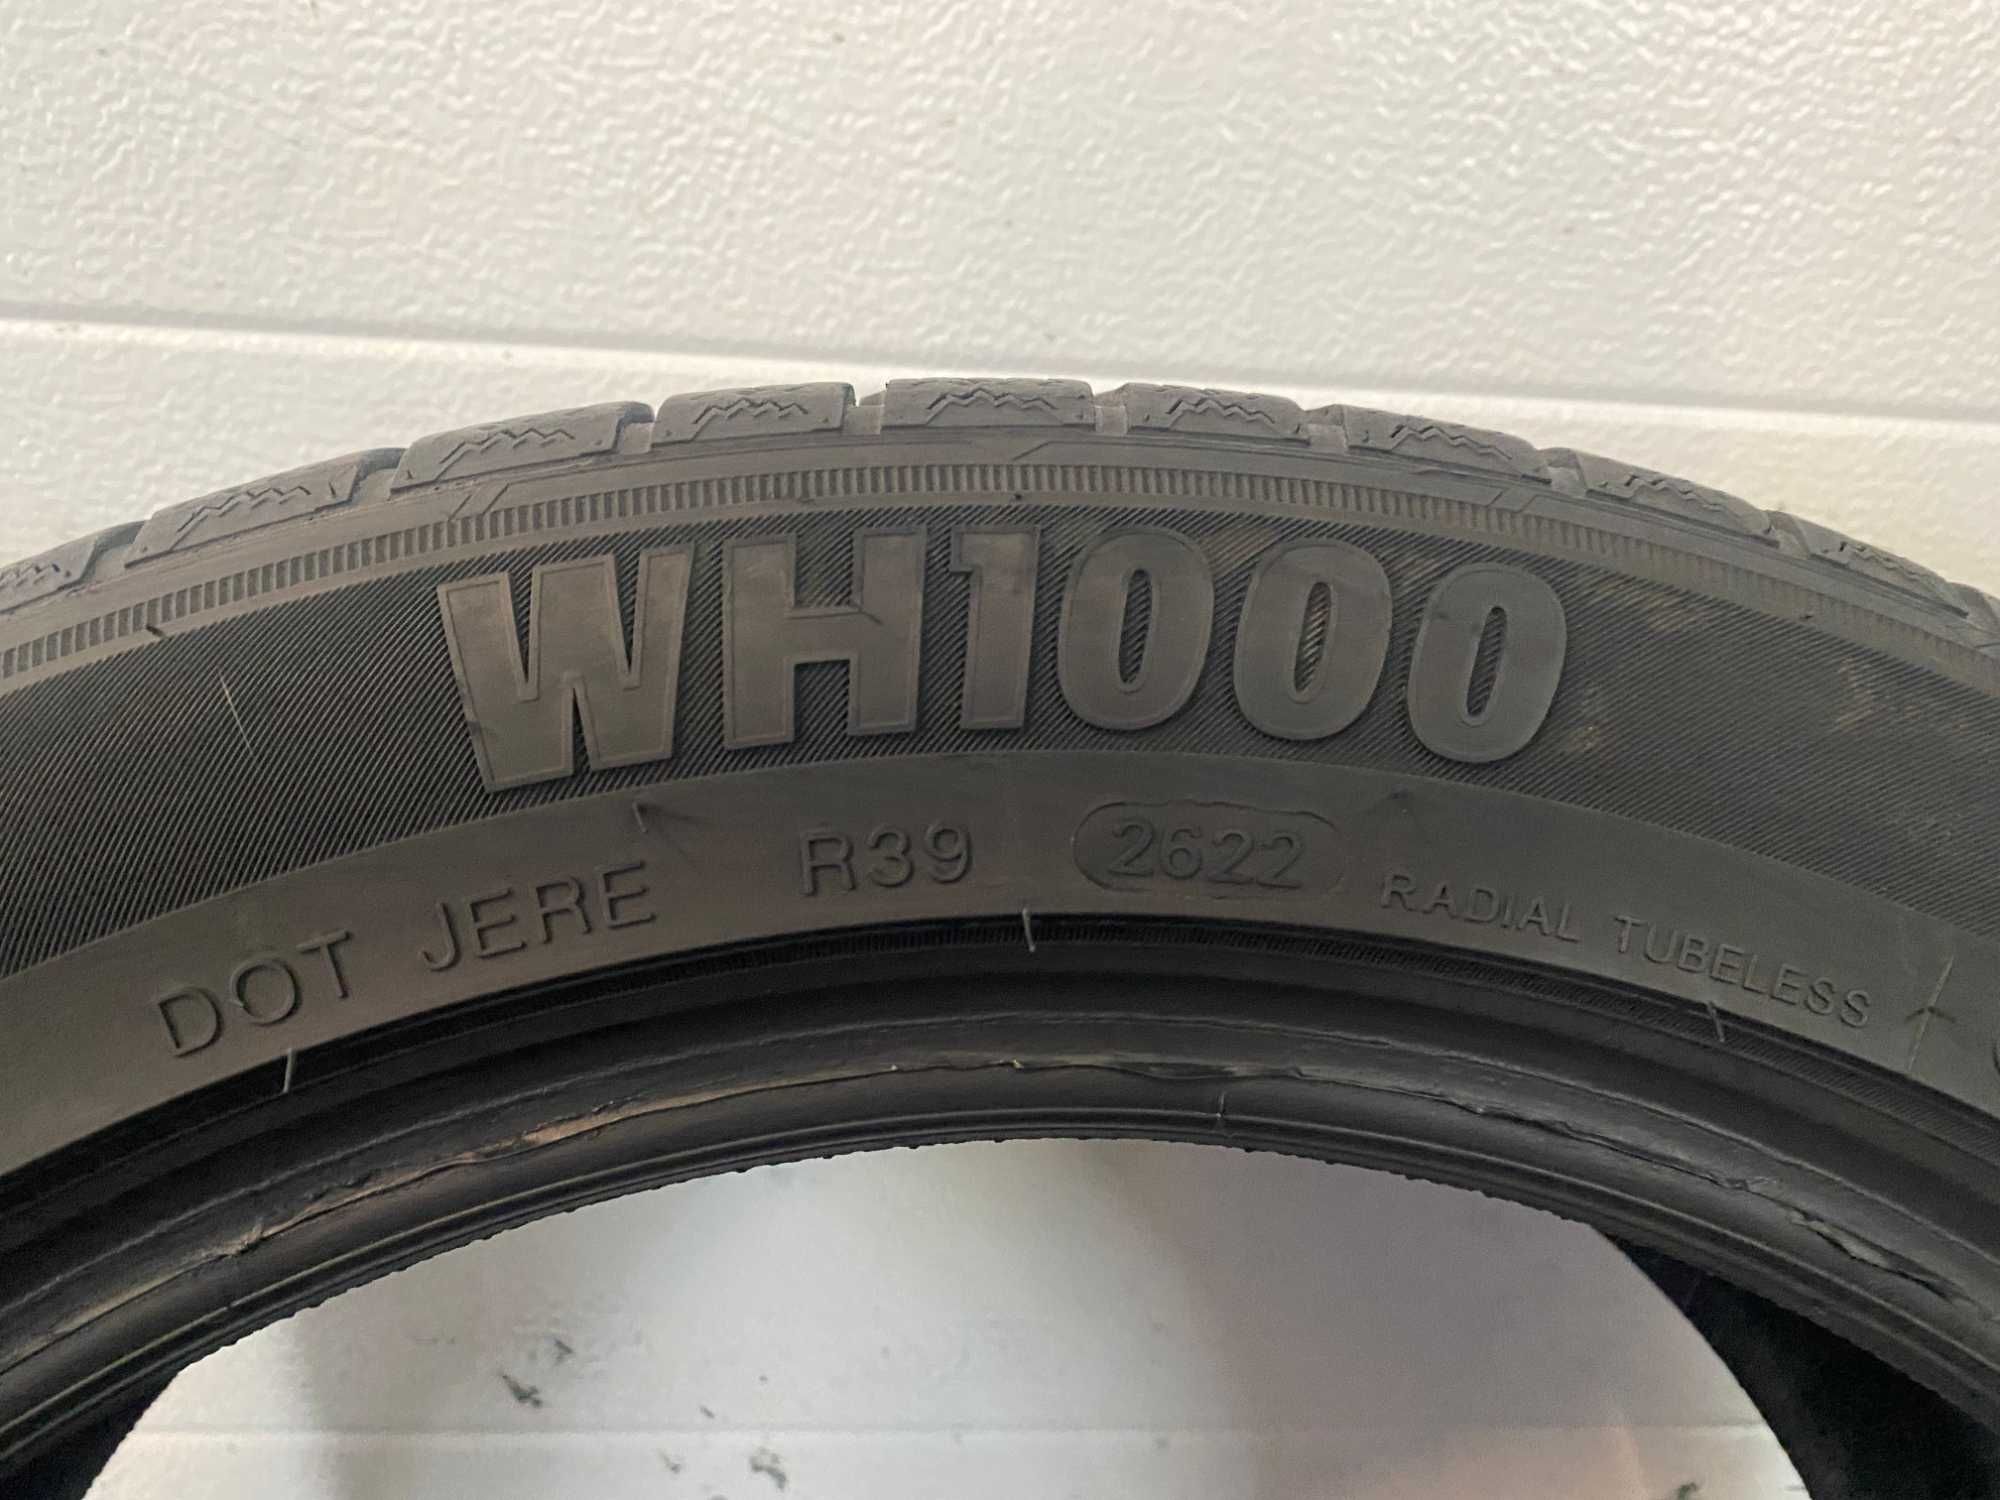 WH1000
DOT JERE R39 2622 RADIAL TUBELESS